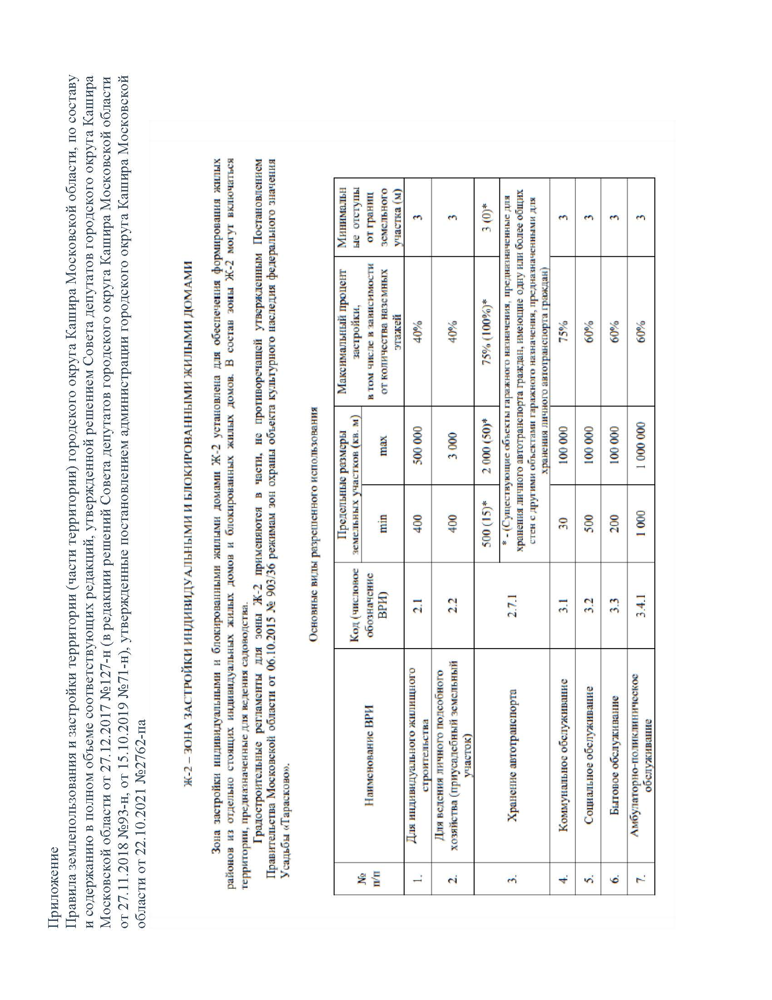 Приложение
Правила землепользования и застройки территории (части территории) городского округа Кашира Московской области, по составу
и содержанию в полном объеме соответствующих редакций, утвержденной решением Совета депутатов городского округа Кашира
Московской области от 27.12.2017 №127-н (в редакции решений Совета депутатов городского округа Кашира Московской области
от 27.11.2018 №93-н, от 15.10.2019 №71-н), утвержденные постановлением администрации городского округа Кашира Московской
области от 22.10.2021 №2762-па
Ж-2 – ЗОНА ЗАСТРОЙКИ ИНДИВИДУАЛЬНЫМИ И БЛОКИРОВАННЫМИ ЖИЛЫМИ ДОМАМИ
Зона застройки индивидуальными и блокированными жилыми домами Ж-2 установлена для обеспечения формирования жилых
районов из отдельно стоящих индивидуальных жилых домов и блокированных жилых домов. В состав зоны Ж-2 могут включаться
территории, предназначенные для ведения садоводства.
Градостроительные регламенты для зоны Ж-2 применяются в части, не противоречащей утвержденным Постановлением
Правительства Московской области от 06.10.2015 № 903/36 режимам зон охраны объекта культурного наследия федерального значения
Усадьбы «Тарасково».
Основные виды разрешенного использования
№
п/п
Наименование ВРИ
Код (числовое
обозначение
ВРИ)
Предельные размеры
земельных участков (кв. м)
min
max
Максимальный процент
застройки,
в том числе в зависимости
от количества наземных
этажей
Минимальн
ые отступы
от границ
земельного
участка (м)
1. Для индивидуального жилищного 2.1 400 500 000 40% 3
строительства
2. Для ведения личного подсобного 2.2 400 3 000 40% 3
хозяйства (приусадебный земельный
участок)
3. Хранение автотранспорта 2.7.1 500 (15)* 2 000 (50)* 75% (100%)* 3 (0)*
* - (Существующие объекты гаражного назначения, предназначенные для
хранения личного автотранспорта граждан, имеющие одну или более общих
стен с другими объектами гаражного назначения, предназначенными для
хранения личного автотранспорта граждан)
4. Коммунальное обслуживание 3.1 30 100 000 75% 3
5. Социальное обслуживание 3.2 500 100 000 60% 3
6. Бытовое обслуживание 3.3 200 100 000 60% 3
7. Амбулаторно-поликлиническое 3.4.1 1 000 1 000 000 60% 3
обслуживание